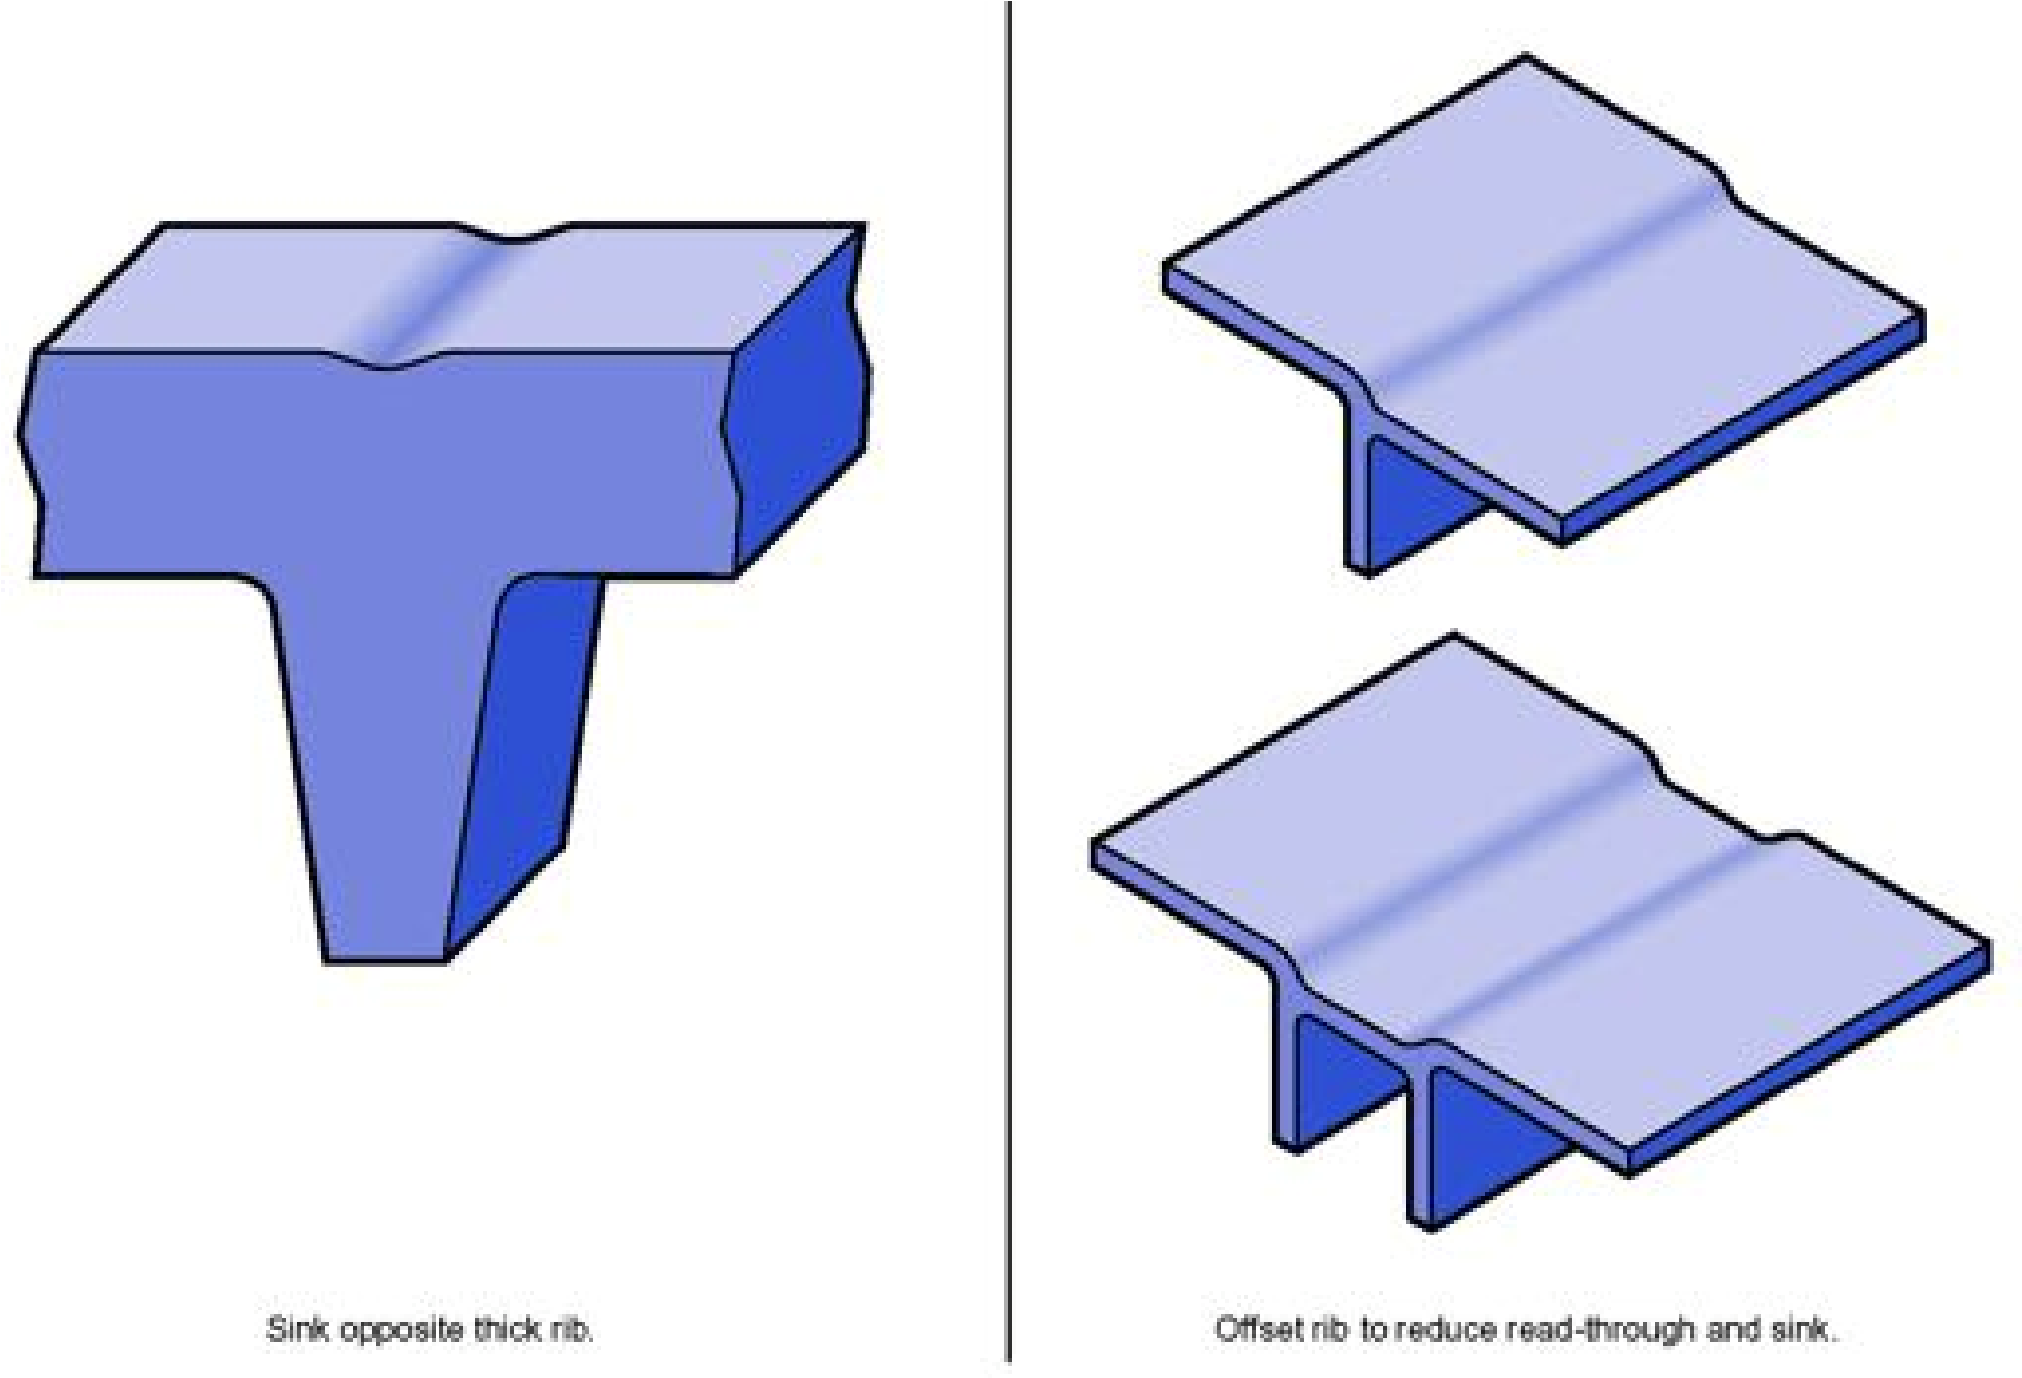 Sink opposite thick rib.
Offset rib to reduce read-through and sink.